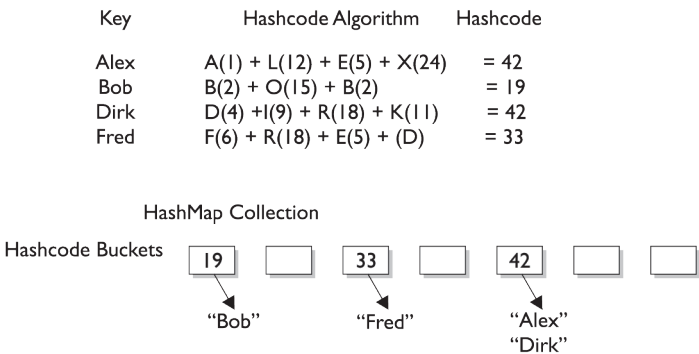 Key Hashcode Algorithm Hashcode
Alex A(1) + L(12) + E(5) + X(24) = 42
Bob B(2) + O(15) + B(2) = 19
Dirk D(4) +I(9) + R(18) + K(11) = 42
Fred F(6) + R(18) + E(5) + (D) = 33
HashMap Collection
Hashcode Buckets 19 33 42
"Bob" "Fred" "Alex"
"Dirk"